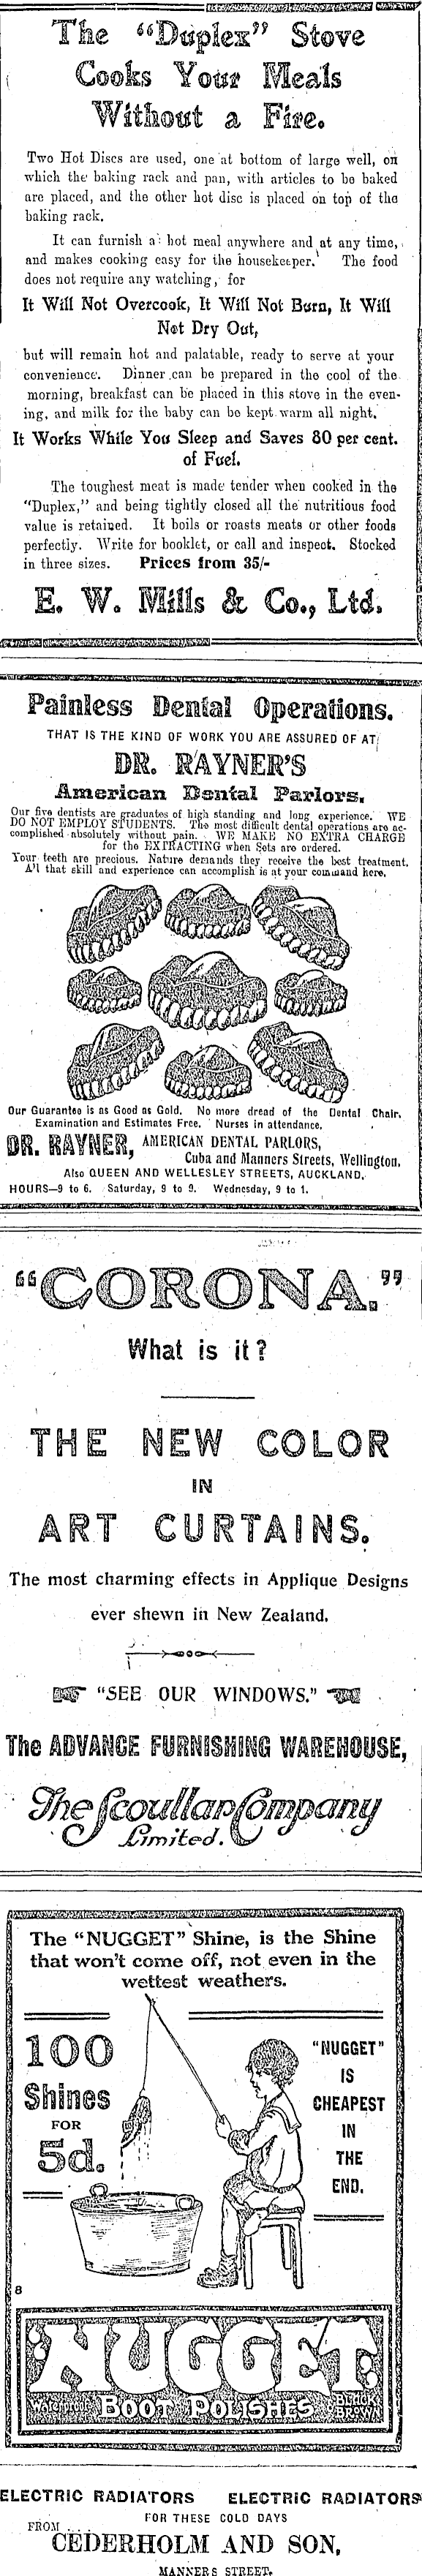 The "Duplex" Stove
Cooks Your Meals
Without a Fire.
Two Hot Discs are used, one at bottom of large well, on
which the baking rack and pan, with articles to be baked
are placed, and the other hot disc is placed on top of the
baking rack.
It can furnish a hot meal anywhere and at any time,
and makes cooking easy for the housekeeper. The food
does not require any watching, for
It Will Not Overcook, It Will Not Burn, It Will
Not Dry Out,
but will remain hot and palatable, ready to serve at your
convenience. Dinner can be prepared in the cool of the
morning, breakfast can be placed in this stove in the even-
ing, and milk for the baby can be kept warm all night.
It Works While You Sleep and Saves 80 per cent.
of Fuel.
The toughest meat is made tender when cooked in the
"Duplex," and being tightly closed all the nutritious food
value is retained. It boils or roasts meats or other foods
perfectly. Write for booklet, or call and inspect. Stocked
in three sizes. Prices from 35/-
E. W. Mills & Co., Ltd.
Painless Dental Operations.
THAT IS THE KIND OF WORK YOU ARE ASSURED OF AT
DR. RAYNER'S
American Dental Parlors.
Our five dentists are graduates of high standing and long experience. WE
DO NOT EMPLOY STUDENTS. The most difficult dental operations are ac-
complished absolutely without pain. WE MAKE NO EXTRA CHARGE
for the EXTRACTING when Sets are ordered.
Your teeth are precious. Nature demands they receive the best treatment.
All that skill and experience can accomplish is at your command here.
Our Guarantee is as Good as Gold. No more dread of the Dental Chair.
Examination and Estimates Free. Nurses in attendance.
DR. RAYNER, AMERICAN DENTAL PARLORS,
Cuba and Manners Streets, Wellington.
Also QUEEN AND WELLESLEY STREETS, AUCKLAND.
HOURS—9 to 6. Saturday, 9 to 9. Wednesday, 9 to 1.
"CORONA."
What is it?
THE NEW COLOR
IN
ART CURTAINS.
The most charming effects in Applique Designs
ever shewn in New Zealand.
"SEE OUR WINDOWS."
The ADVANCE FURNISHING WAREHOUSE,
The Scoullar Company
Limited.
The "NUGGET" Shine, is the Shine
that won't come off, not even in the
wettest weathers.
100
Shines
FOR
5d.
"NUGGET"
IS
CHEAPEST
IN
THE
END.
8
"NUGGET"
Waterproof BOOT POLISHES BLACK BROWN
ELECTRIC RADIATORS ELECTRIC RADIATORS
FOR THESE COLD DAYS
FROM ....
CEDERHOLM AND SON,
MANNERS STREET.